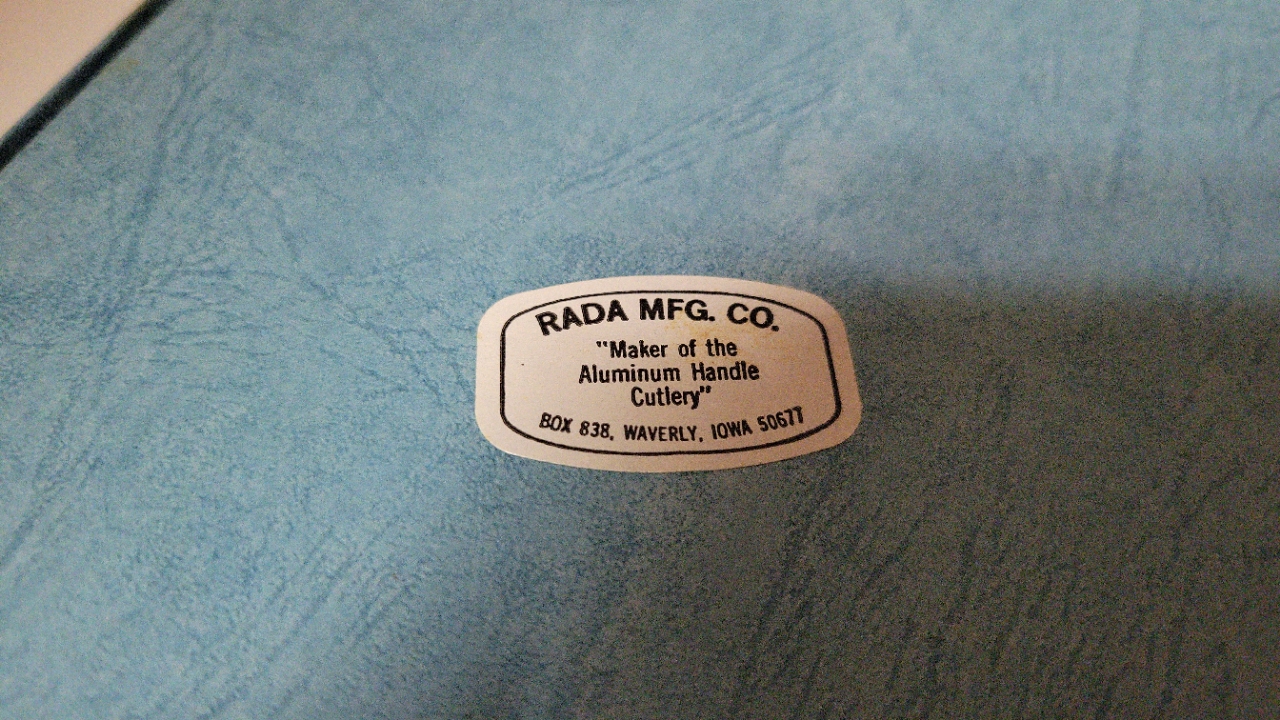 RADA MFG. CO.
"Maker of the
Aluminum Handle
Cutlery"
BOX 838, WAVERLY, IOWA 50677